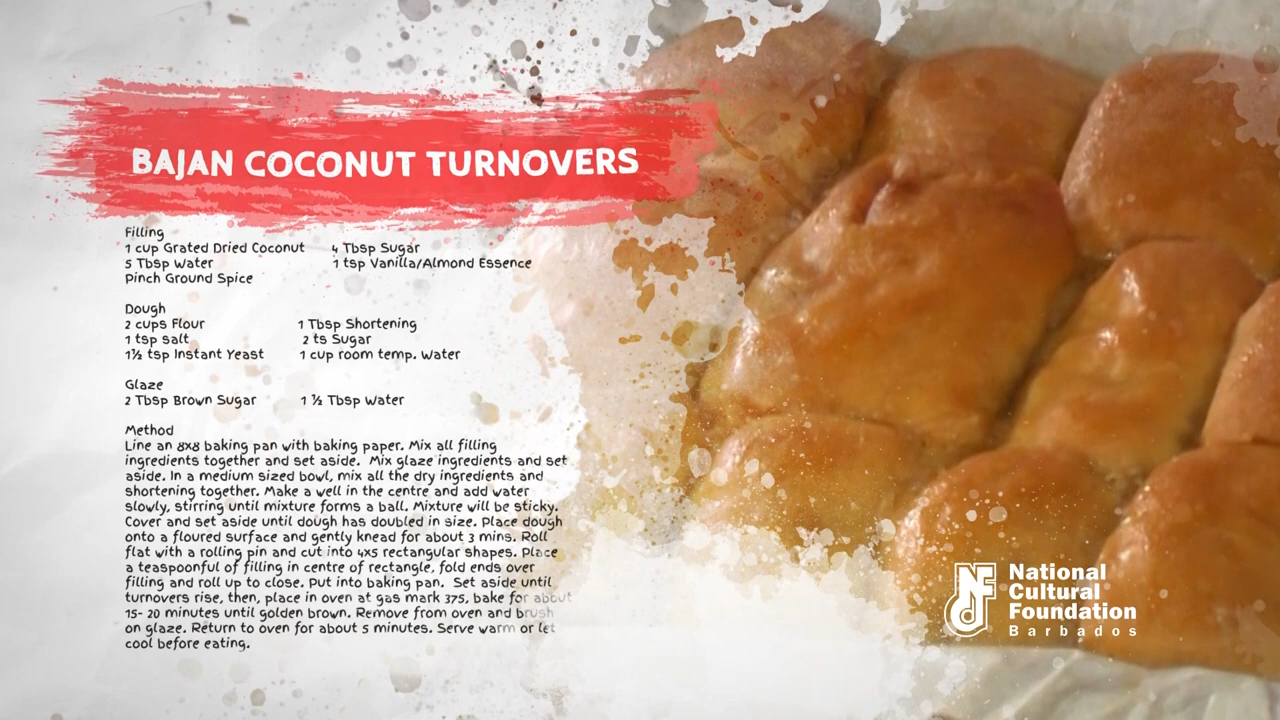 BAJAN COCONUT TURNOVERS
Filling
1 cup Grated Dried Coconut 4 Tbsp Sugar
5 Tbsp Water 1 tsp Vanilla/Almond Essence
Pinch Ground Spice
Dough
2 cups Flour 1 Tbsp Shortening
1 tsp salt 2 ts Sugar
1½ tsp Instant Yeast 1 cup room temp. Water
Glaze
2 Tbsp Brown Sugar 1 ½ Tbsp Water
Method
Line an 8x8 baking pan with baking paper. Mix all filling
ingredients together and set aside. Mix glaze ingredients and set
aside. In a medium sized bowl, mix all the dry ingredients and
shortening together. Make a well in the centre and add water
slowly, stirring until mixture forms a ball. Mixture will be sticky.
Cover and set aside until dough has doubled in size. Place dough
onto a floured surface and gently knead for about 3 mins. Roll
flat with a rolling pin and cut into 4x5 rectangular shapes. Place
a teaspoonful of filling in centre of rectangle, fold ends over
filling and roll up to close. Put into baking pan. Set aside until
turnovers rise, then, place in oven at gas mark 375, bake for about
15- 20 minutes until golden brown. Remove from oven and brush
on glaze. Return to oven for about 5 minutes. Serve warm or let
cool before eating.
National
Cultural
Foundation
Barbados